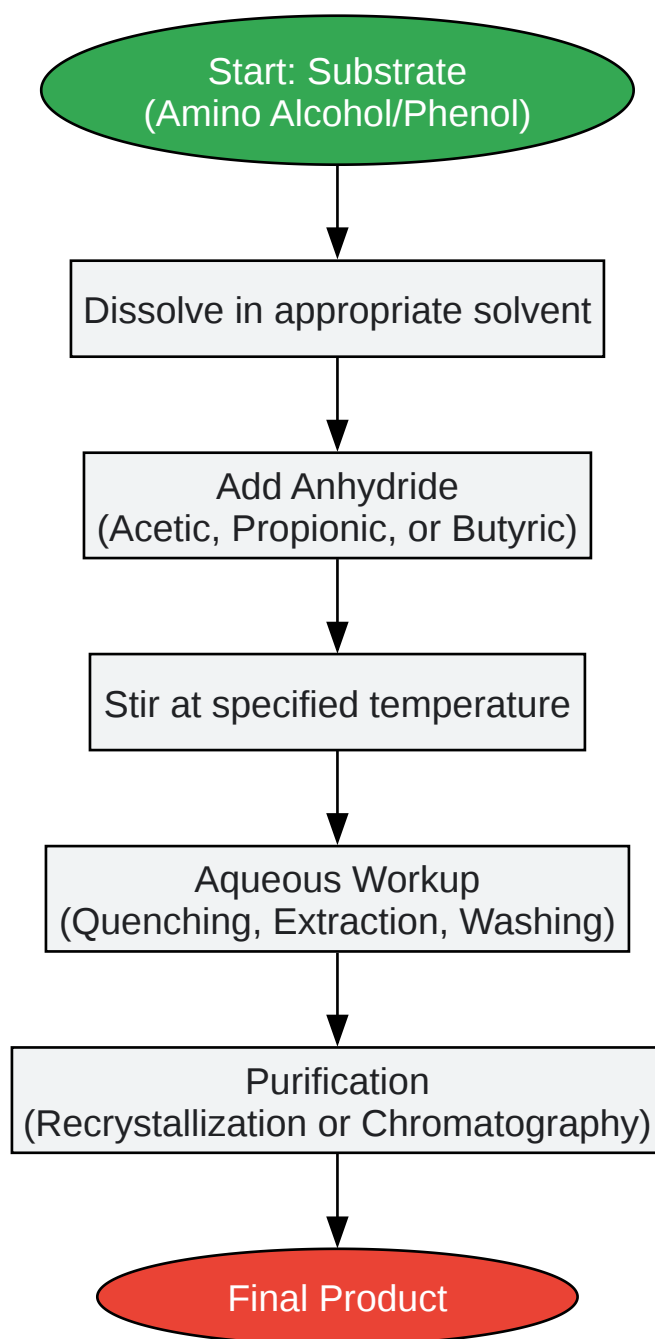 Start: Substrate
(Amino Alcohol/Phenol)
Dissolve in appropriate solvent
Add Anhydride
(Acetic, Propionic, or Butyric)
Stir at specified temperature
Aqueous Workup
(Quenching, Extraction, Washing)
Purification
(Recrystallization or Chromatography)
Final Product